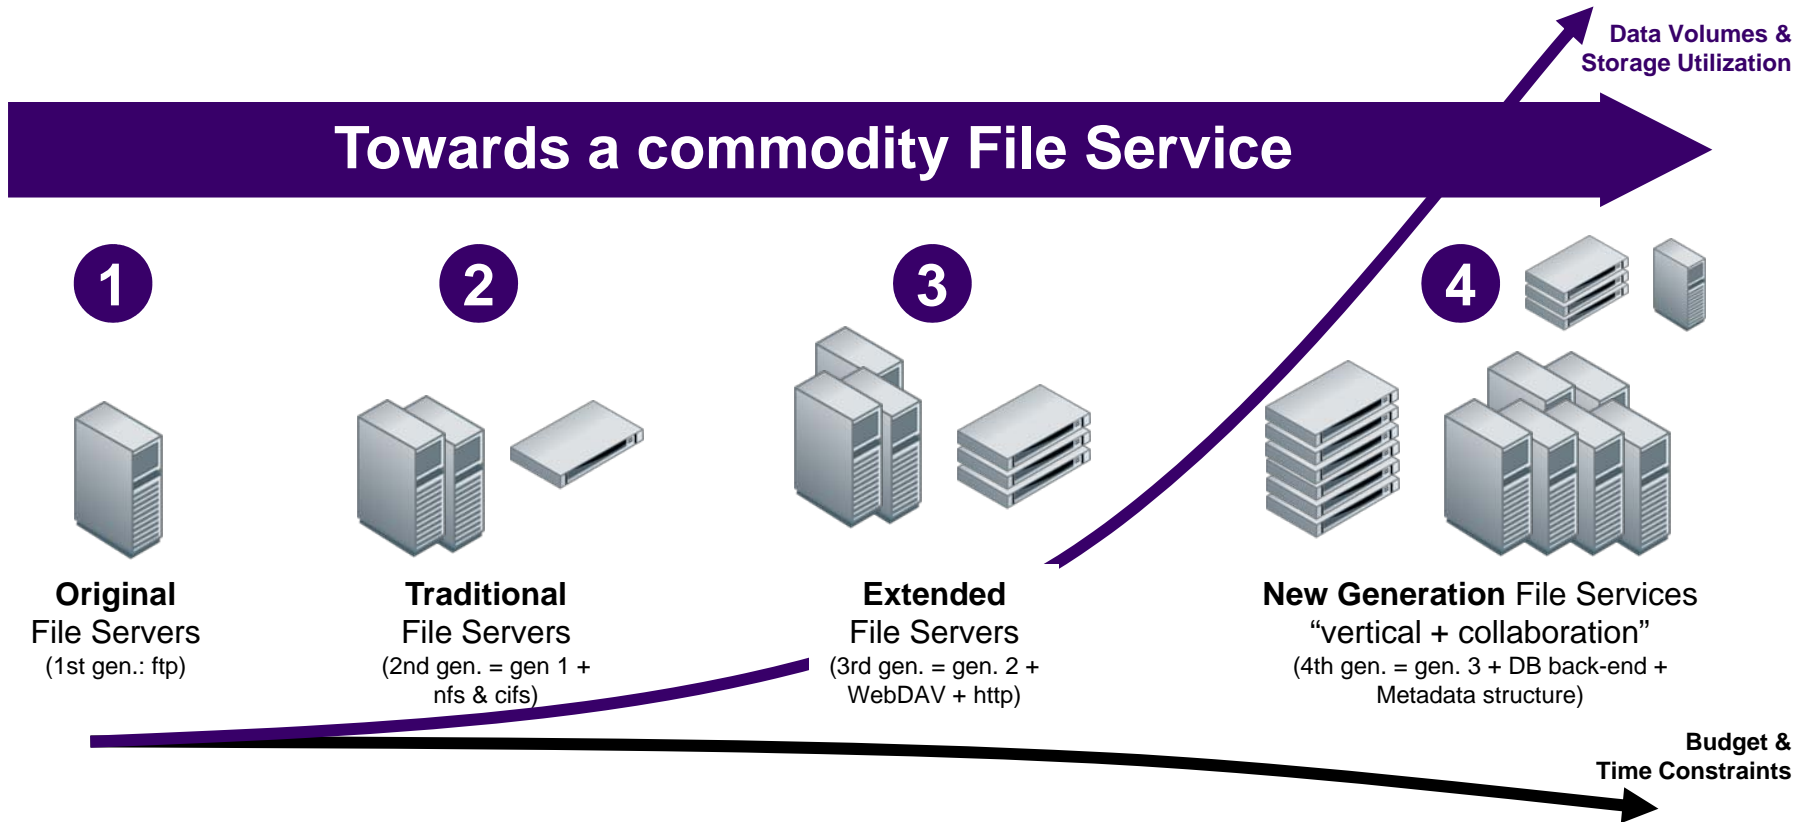 Data Volumes &
Storage Utilization
Towards a commodity File Service
1
2
3
4
Original
File Servers
(1st gen.: ftp)
Traditional
File Servers
(2nd gen. = gen 1 +
nfs & cifs)
Extended
File Servers
(3rd gen. = gen. 2 +
WebDAV + http)
New Generation File Services
“vertical + collaboration”
(4th gen. = gen. 3 + DB back-end +
Metadata structure)
Budget &
Time Constraints